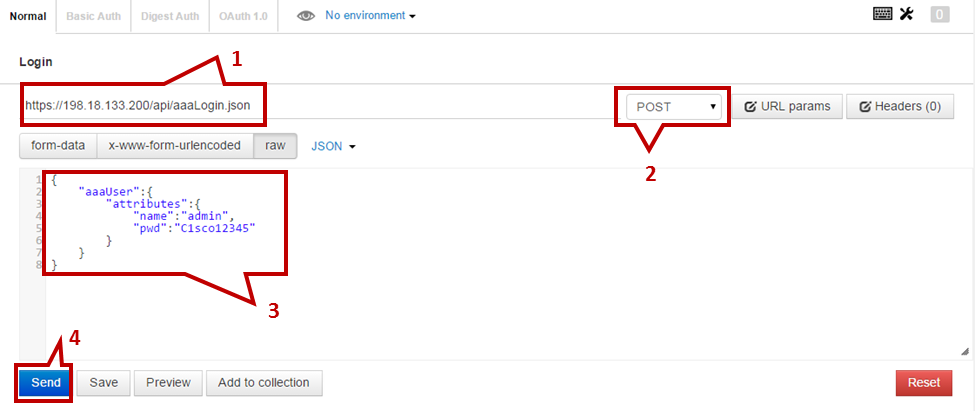 Normal Basic Auth Digest Auth OAuth 1.0 No environment 0
1
Login
https://198.18.133.200/api/aaaLogin.json POST URL params Headers (0)
form-data x-www-form-urlencoded raw JSON
2
1 {
2 "aaaUser":{
3 "attributes":{
4 "name":"admin",
5 "pwd":"C1sco12345"
6 }
7 }
8 }
3
4
Send Save Preview Add to collection Reset